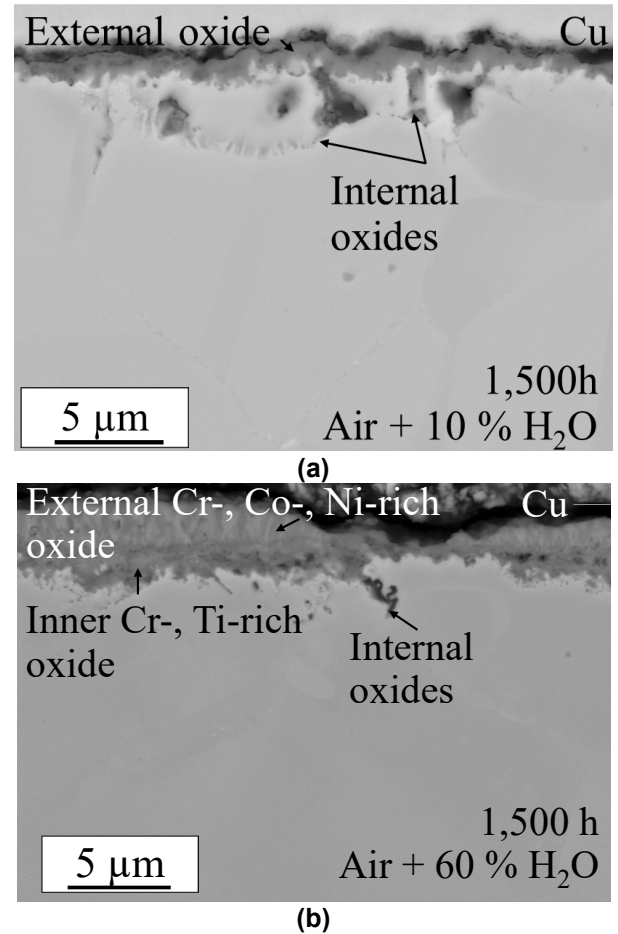 External oxide
Cu
Internal
oxides
1,500h
Air + 10 % H₂O
5 µm
(a)
External Cr-, Co-, Ni-rich
oxide
Cu
Inner Cr-, Ti-rich
oxide
Internal
oxides
1,500 h
Air + 60 % H₂O
5 µm
(b)